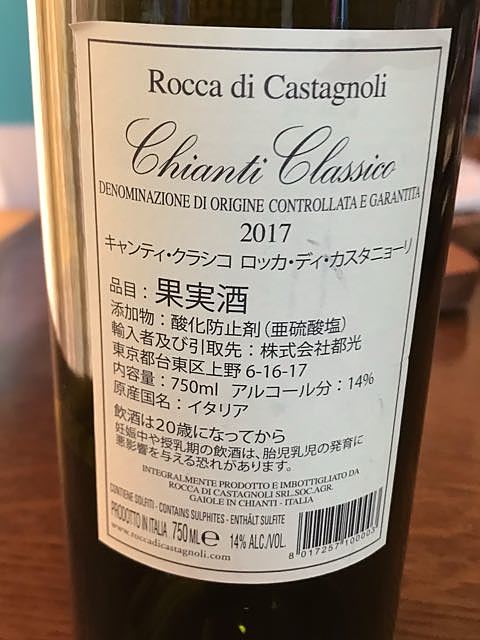 Rocca di Castagnoli
Chianti Classico
DENOMINAZIONE DI ORIGINE CONTROLLATA E GARANTITA
2017
キャンティ・クラシコ ロッカ・ディ・カスタニョーリ
品目：果実酒
添加物：酸化防止剤（亜硫酸塩）
輸入者及び引取先：株式会社都光
東京都台東区上野6-16-17
内容量：750ml アルコール分：14%
原産国名：イタリア
飲酒は20歳になってから
妊娠中や授乳期の飲酒は、胎児乳児の発育に
悪影響を与える恐れがあります。
INTEGRALMENTE PRODOTTO E IMBOTTIGLIATO DA
ROCCA DI CASTAGNOLI SRL.SOC.AGR.
GAIOLE IN CHIANTI - ITALIA
CONTIENE SOLFITI - CONTAINS SULPHITES - ENTHÄLT SULFITE
PRODOTTO IN ITALIA 750 ML e 14% ALC./VOL.
www.roccadicastagnoli.com
8 017257 100003